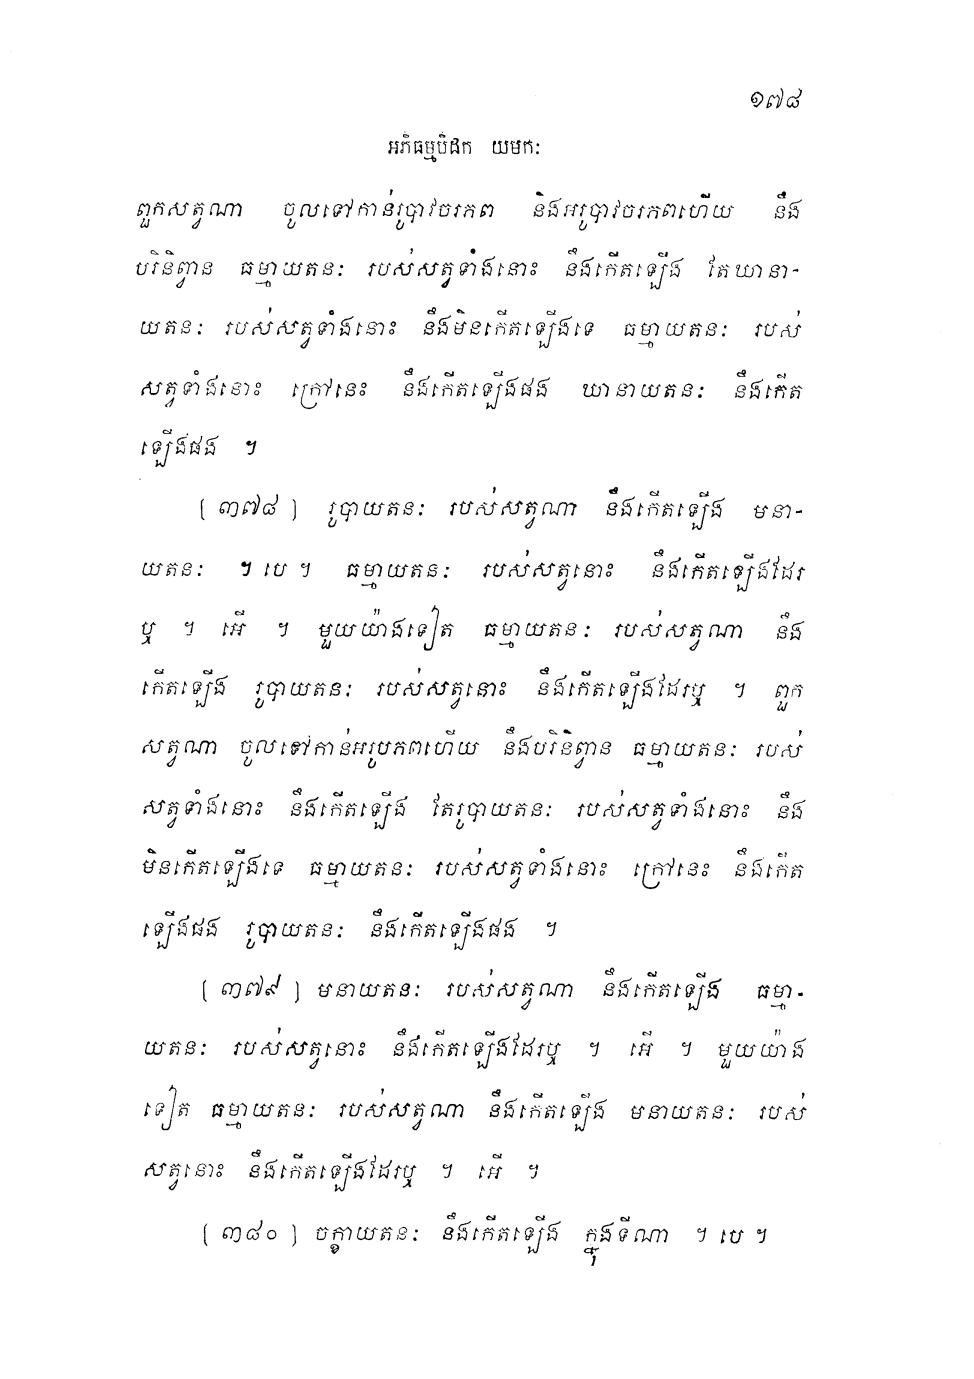 ១៧៨
អភិធម្មបិដក យមកៈ
ពួកសត្វណា ចូលទៅកាន់រូបាវចរភព និងអរូបាវចរភពហើយ នឹង
បរិនិព្វាន ធម្មាយតនៈ របស់សត្វទាំងនោះ នឹងកើតឡើង តែឃានា-
យតនៈ របស់សត្វទាំងនោះ នឹងមិនកើតឡើងទេ ធម្មាយតនៈ របស់
សត្វទាំងនោះ ក្រៅនេះ នឹងកើតឡើងផង ឃានាយតនៈ នឹងកើត
ឡើងផង ។
(៣៧៨) រូបាយតនៈ របស់សត្វណា នឹងកើតឡើង មនា-
យតនៈ ។ បេ ។ ធម្មាយតនៈ របស់សត្វនោះ នឹងកើតឡើងដែរ
ឬ ។ អើ ។ មួយយ៉ាងទៀត ធម្មាយតនៈ របស់សត្វណា នឹង
កើតឡើង រូបាយតនៈ របស់សត្វនោះ នឹងកើតឡើងដែរឬ ។ ពួក
សត្វណា ចូលទៅកាន់អរូបភពហើយ នឹងបរិនិព្វាន ធម្មាយតនៈ របស់
សត្វទាំងនោះ នឹងកើតឡើង តែរូបាយតនៈ របស់សត្វទាំងនោះ នឹង
មិនកើតឡើងទេ ធម្មាយតនៈ របស់សត្វទាំងនោះ ក្រៅនេះ នឹងកើត
ឡើងផង រូបាយតនៈ នឹងកើតឡើងផង ។
(៣៧៩) មនាយតនៈ របស់សត្វណា នឹងកើតឡើង ធម្មា-
យតនៈ របស់សត្វនោះ នឹងកើតឡើងដែរឬ ។ អើ ។ មួយយ៉ាង
ទៀត ធម្មាយតនៈ របស់សត្វណា នឹងកើតឡើង មនាយតនៈ របស់
សត្វនោះ នឹងកើតឡើងដែរឬ ។ អើ ។
(៣៨០) ចក្ខាយតនៈ នឹងកើតឡើង ក្នុងទីណា ។ បេ ។